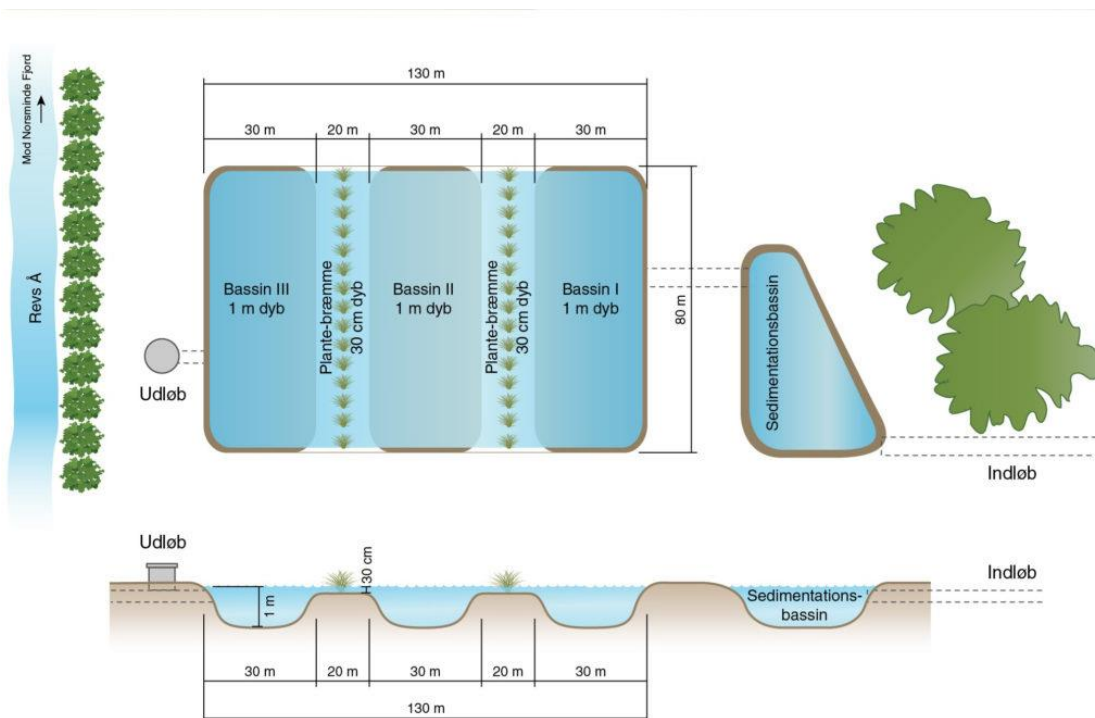 Mod Norsminde Fjord
Revs Å
130 m
30 m
20 m
30 m
20 m
30 m
Bassin III
1 m dyb
Plante-bræmme
30 cm dyb
Bassin II
1 m dyb
Plante-bræmme
30 cm dyb
Bassin I
1 m dyb
80 m
Sedimentationsbassin
Udløb
Indløb
Udløb
30 cm
1 m
Sedimentations-
bassin
Indløb
30 m
20 m
30 m
20 m
30 m
130 m